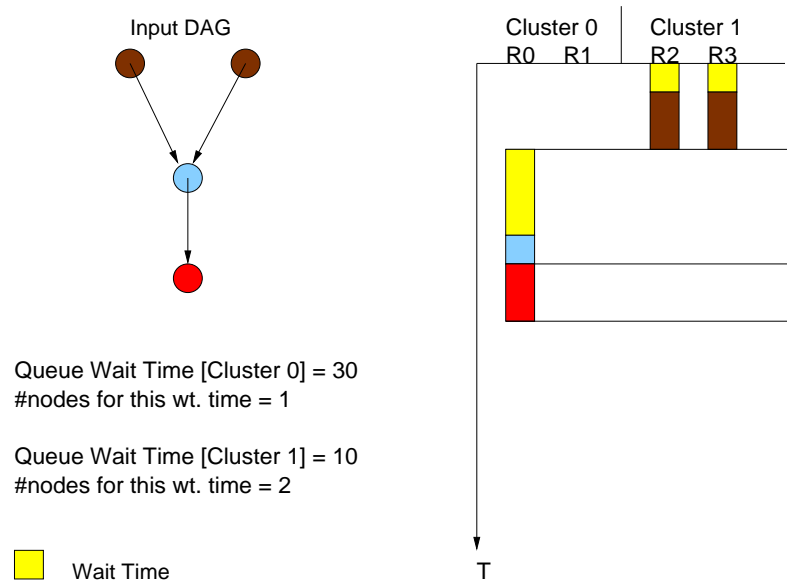 Input DAG
Cluster 0 Cluster 1
R0 R1 R2 R3
Queue Wait Time [Cluster 0] = 30
#nodes for this wt. time = 1
Queue Wait Time [Cluster 1] = 10
#nodes for this wt. time = 2
Wait Time
T